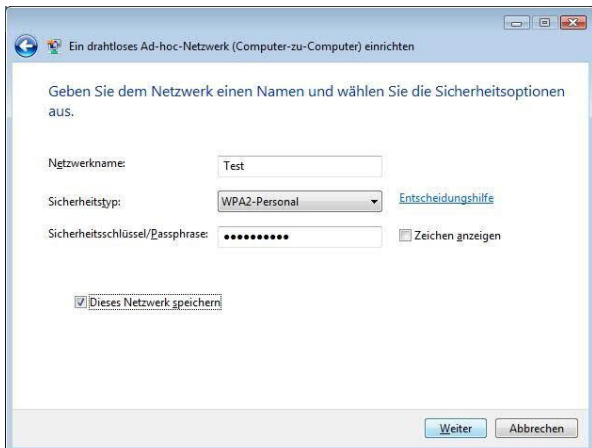 Ein drahtloses Ad-hoc-Netzwerk (Computer-zu-Computer) einrichten
Geben Sie dem Netzwerk einen Namen und wählen Sie die Sicherheitsoptionen
aus.
Netzwerkname: Test
Sicherheitstyp: WPA2-Personal Entscheidungshilfe
Sicherheitsschlüssel/Passphrase: ●●●●●●●●●● Zeichen anzeigen
Dieses Netzwerk speichern
Weiter Abbrechen